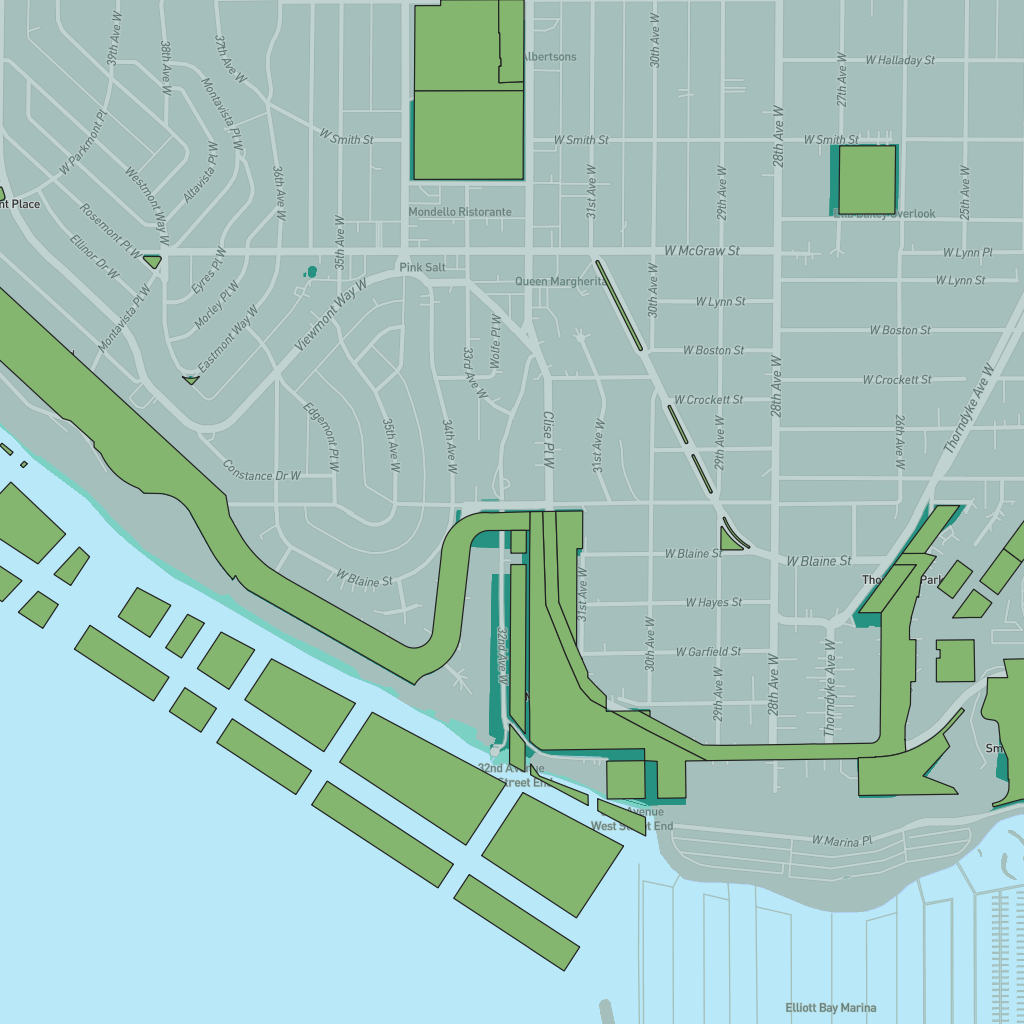 39th Ave W
38th Ave W
37th Ave W
Albertsons
30th Ave W
W Halladay St
27th Ave W
Montavista Pl W
W Smith St
W Smith St
28th Ave W
W Smith St
W Parkmont Pl
Altavista Pl W
Westmont Way W
36th Ave W
31st Ave W
29th Ave W
25th Ave W
nt Place
Rosemont Pl W
35th Ave W
Mondello Ristorante
Ellinor Dr W
W McGraw St
W Lynn Pl
Eyres Pl W
Pink Salt
Queen Margherita
30th Ave W
W Lynn St
W Lynn St
Montavista Pl W
Morley Pl W
Eastmont Way W
Viewmont Way W
Wolfe Pl W
33rd Ave W
W Boston St
W Boston St
W Crockett St
28th Ave W
W Crockett St
Thorndyke Ave W
Edgemont Pl W
35th Ave W
34th Ave W
Clise Pl W
31st Ave W
29th Ave W
26th Ave W
Constance Dr W
W Blaine St
W Blaine St
W Blaine St
31st Ave W
W Hayes St
Park
32nd Ave W
30th Ave W
W Garfield St
29th Ave W
28th Ave W
Thorndyke Ave W
Sm
32nd Avenue
Street End
Avenue
West Street End
W Marina Pl
Elliott Bay Marina